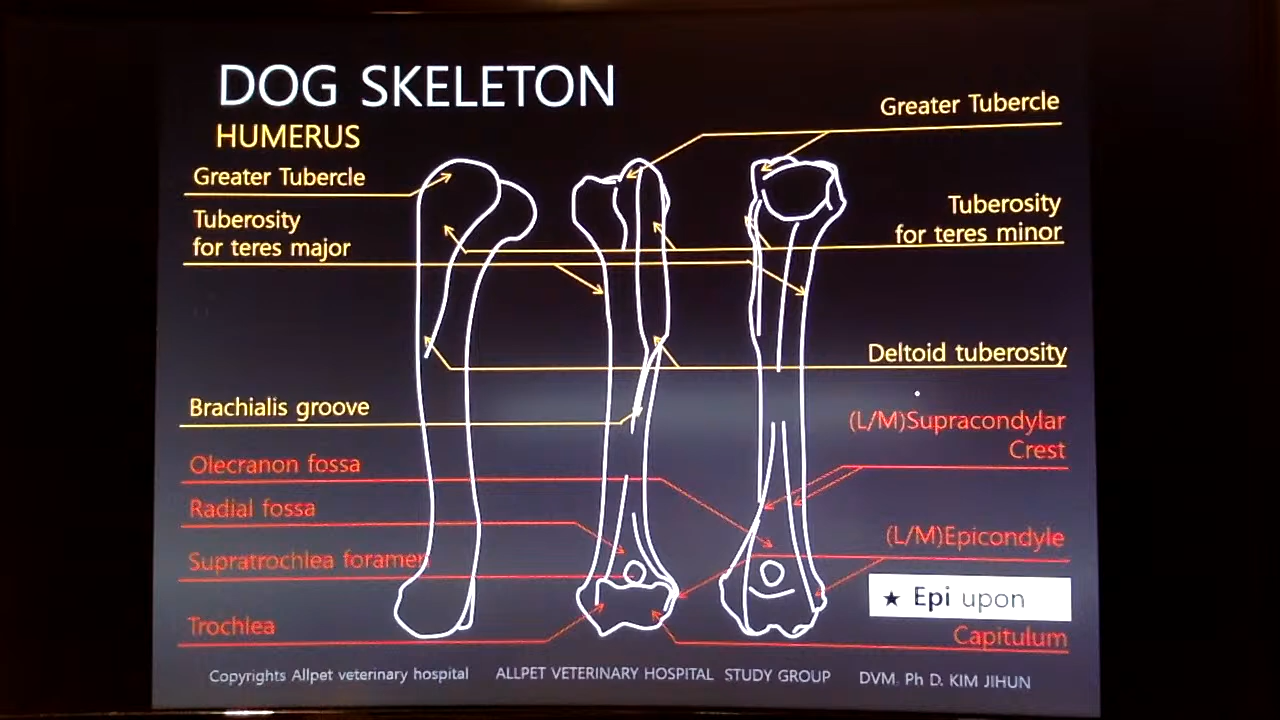 DOG SKELETON
HUMERUS
Greater Tubercle
Tuberosity
for teres major
Brachialis groove
Olecranon fossa
Radial fossa
Supratrochlea foramen
Trochlea
Greater Tubercle
Tuberosity
for teres minor
Deltoid tuberosity
(L/M)Supracondylar
Crest
(L/M)Epicondyle
★ Epi upon
Capitulum
Copyrights Allpet veterinary hospital
ALLPET VETERINARY HOSPITAL STUDY GROUP
DVM. Ph D. KIM JIHUN